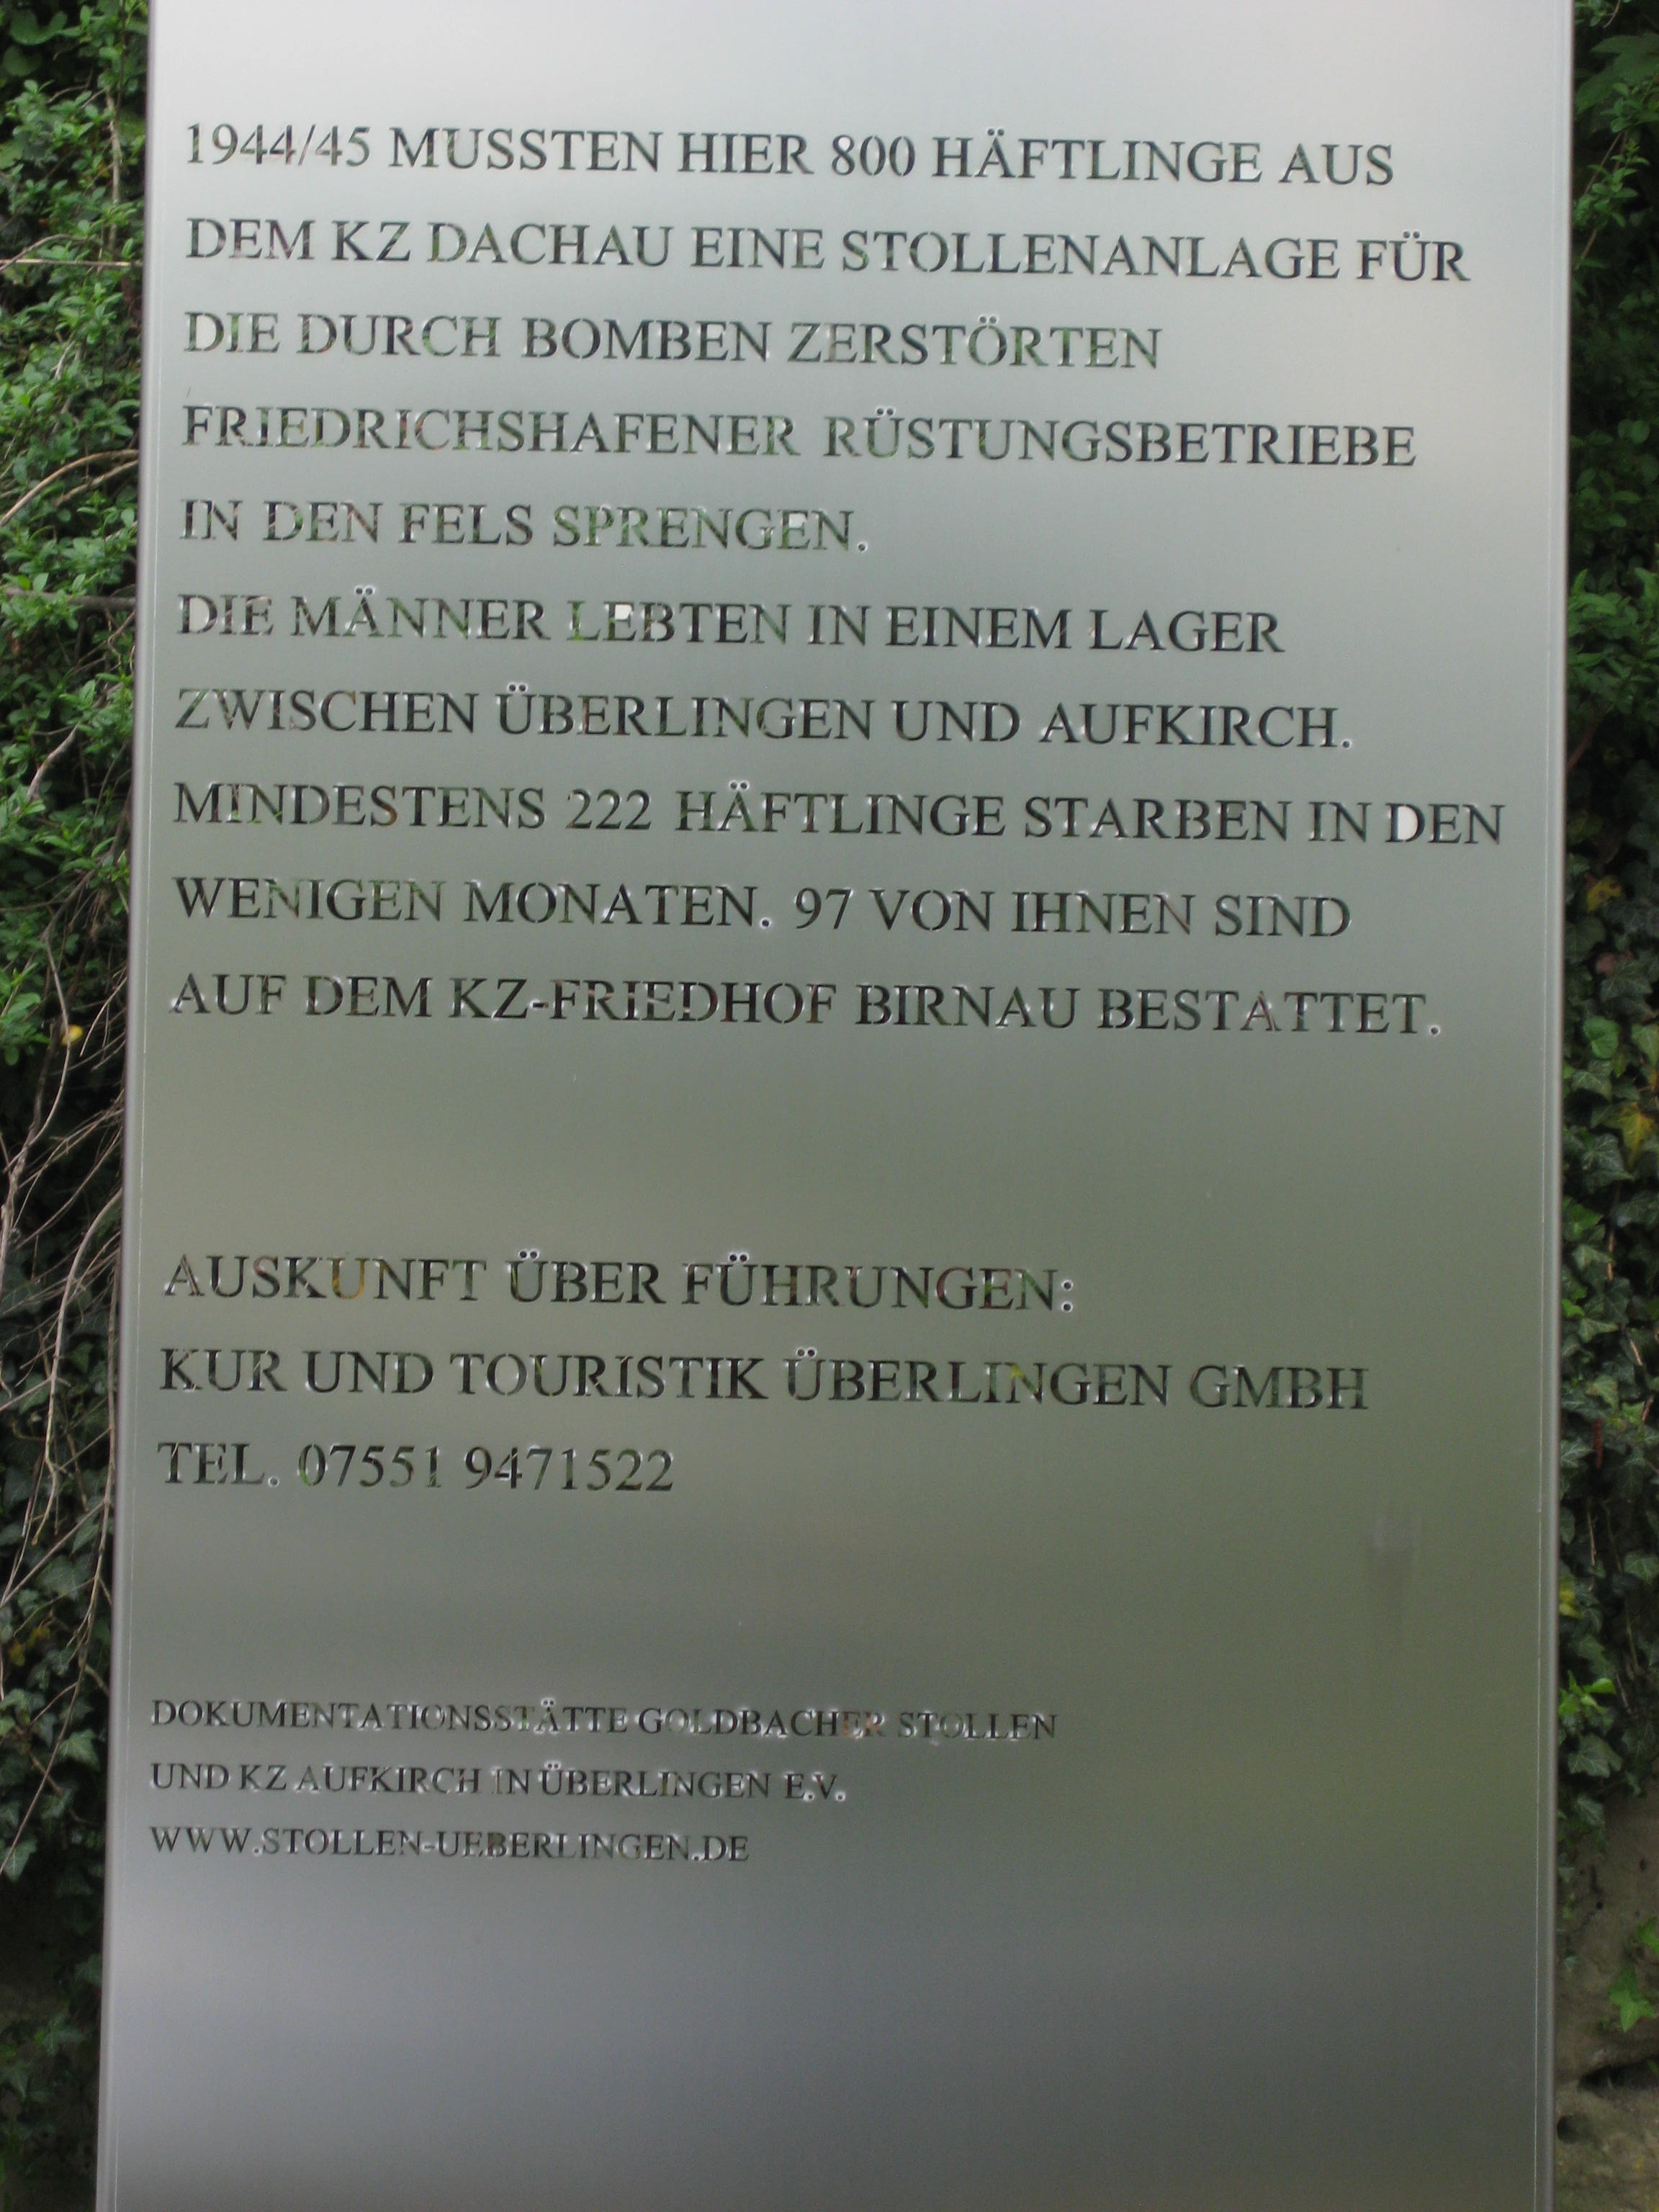 1944/45 MUSSTEN HIER 800 HÄFTLINGE AUS
DEM KZ DACHAU EINE STOLLENANLAGE FÜR
DIE DURCH BOMBEN ZERSTÖRTEN
FRIEDRICHSHAFENER RÜSTUNGSBETRIEBE
IN DEN FELS SPRENGEN.
DIE MÄNNER LEBTEN IN EINEM LAGER
ZWISCHEN ÜBERLINGEN UND AUFKIRCH.
MINDESTENS 222 HÄFTLINGE STARBEN IN DEN
WENIGEN MONATEN. 97 VON IHNEN SIND
AUF DEM KZ-FRIEDHOF BIRNAU BESTATTET.
AUSKUNFT ÜBER FÜHRUNGEN:
KUR UND TOURISTIK ÜBERLINGEN GMBH
TEL. 07551 9471522
DOKUMENTATIONSSTÄTTE GOLDBACHER STOLLEN
UND KZ AUFKIRCH IN ÜBERLINGEN E.V.
WWW.STOLLEN-UEBERLINGEN.DE